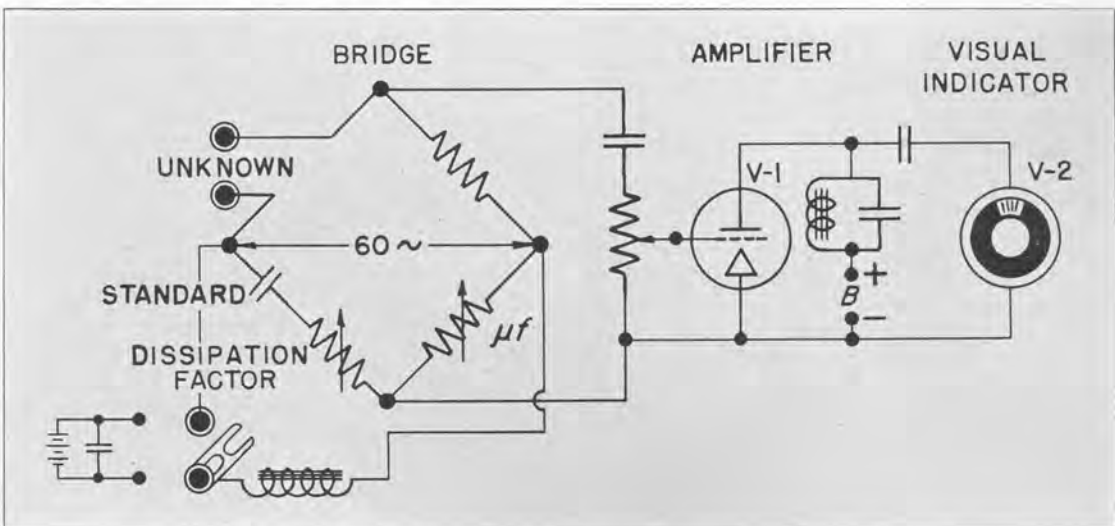 BRIDGE
AMPLIFIER
VISUAL
INDICATOR
UNKNOWN
V-1
V-2
60~
STANDARD
μf
+
B
-
DISSIPATION
FACTOR